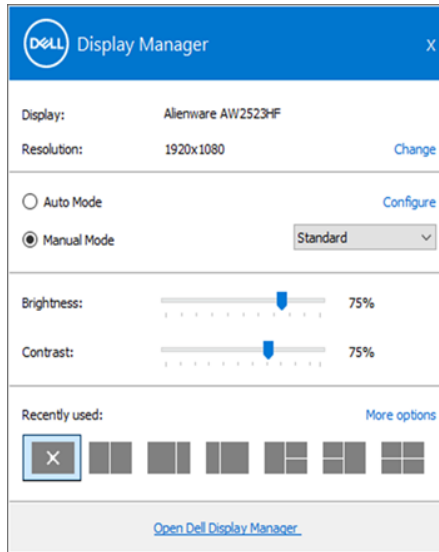 DELL Display Manager X
Display: Alienware AW2523HF
Resolution: 1920x1080 Change
Auto Mode Configure
Manual Mode Standard
Brightness: 75%
Contrast: 75%
Recently used: More options
Open Dell Display Manager